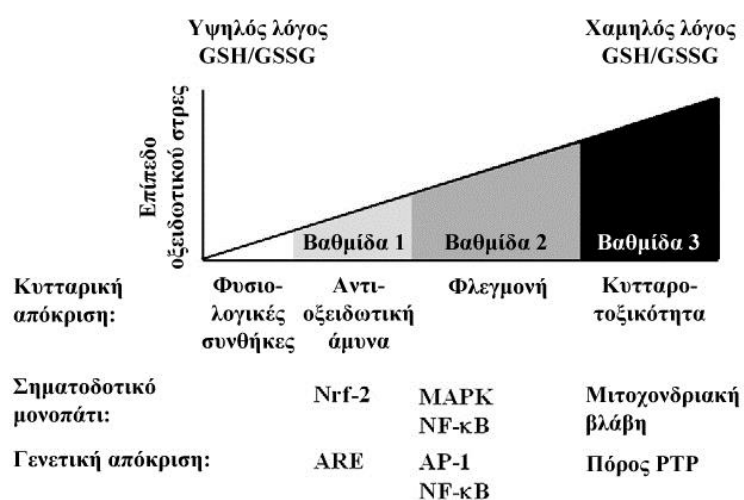 Υψηλός λόγος Χαμηλός λόγος
GSH/GSSG GSH/GSSG
Επίπεδο
οξειδωτικού στρες
Βαθμίδα 1 Βαθμίδα 2 Βαθμίδα 3
Κυτταρική Φυσιο- Αντι- Φλεγμονή Κυτταρο-
απόκριση: λογικές οξειδωτική τοξικότητα
συνθήκες άμυνα
Σηματοδοτικό Nrf-2 MAPK Μιτοχονδριακή
μονοπάτι: NF-κB βλάβη
Γενετική απόκριση: ARE AP-1 Πόρος PTP
NF-κB